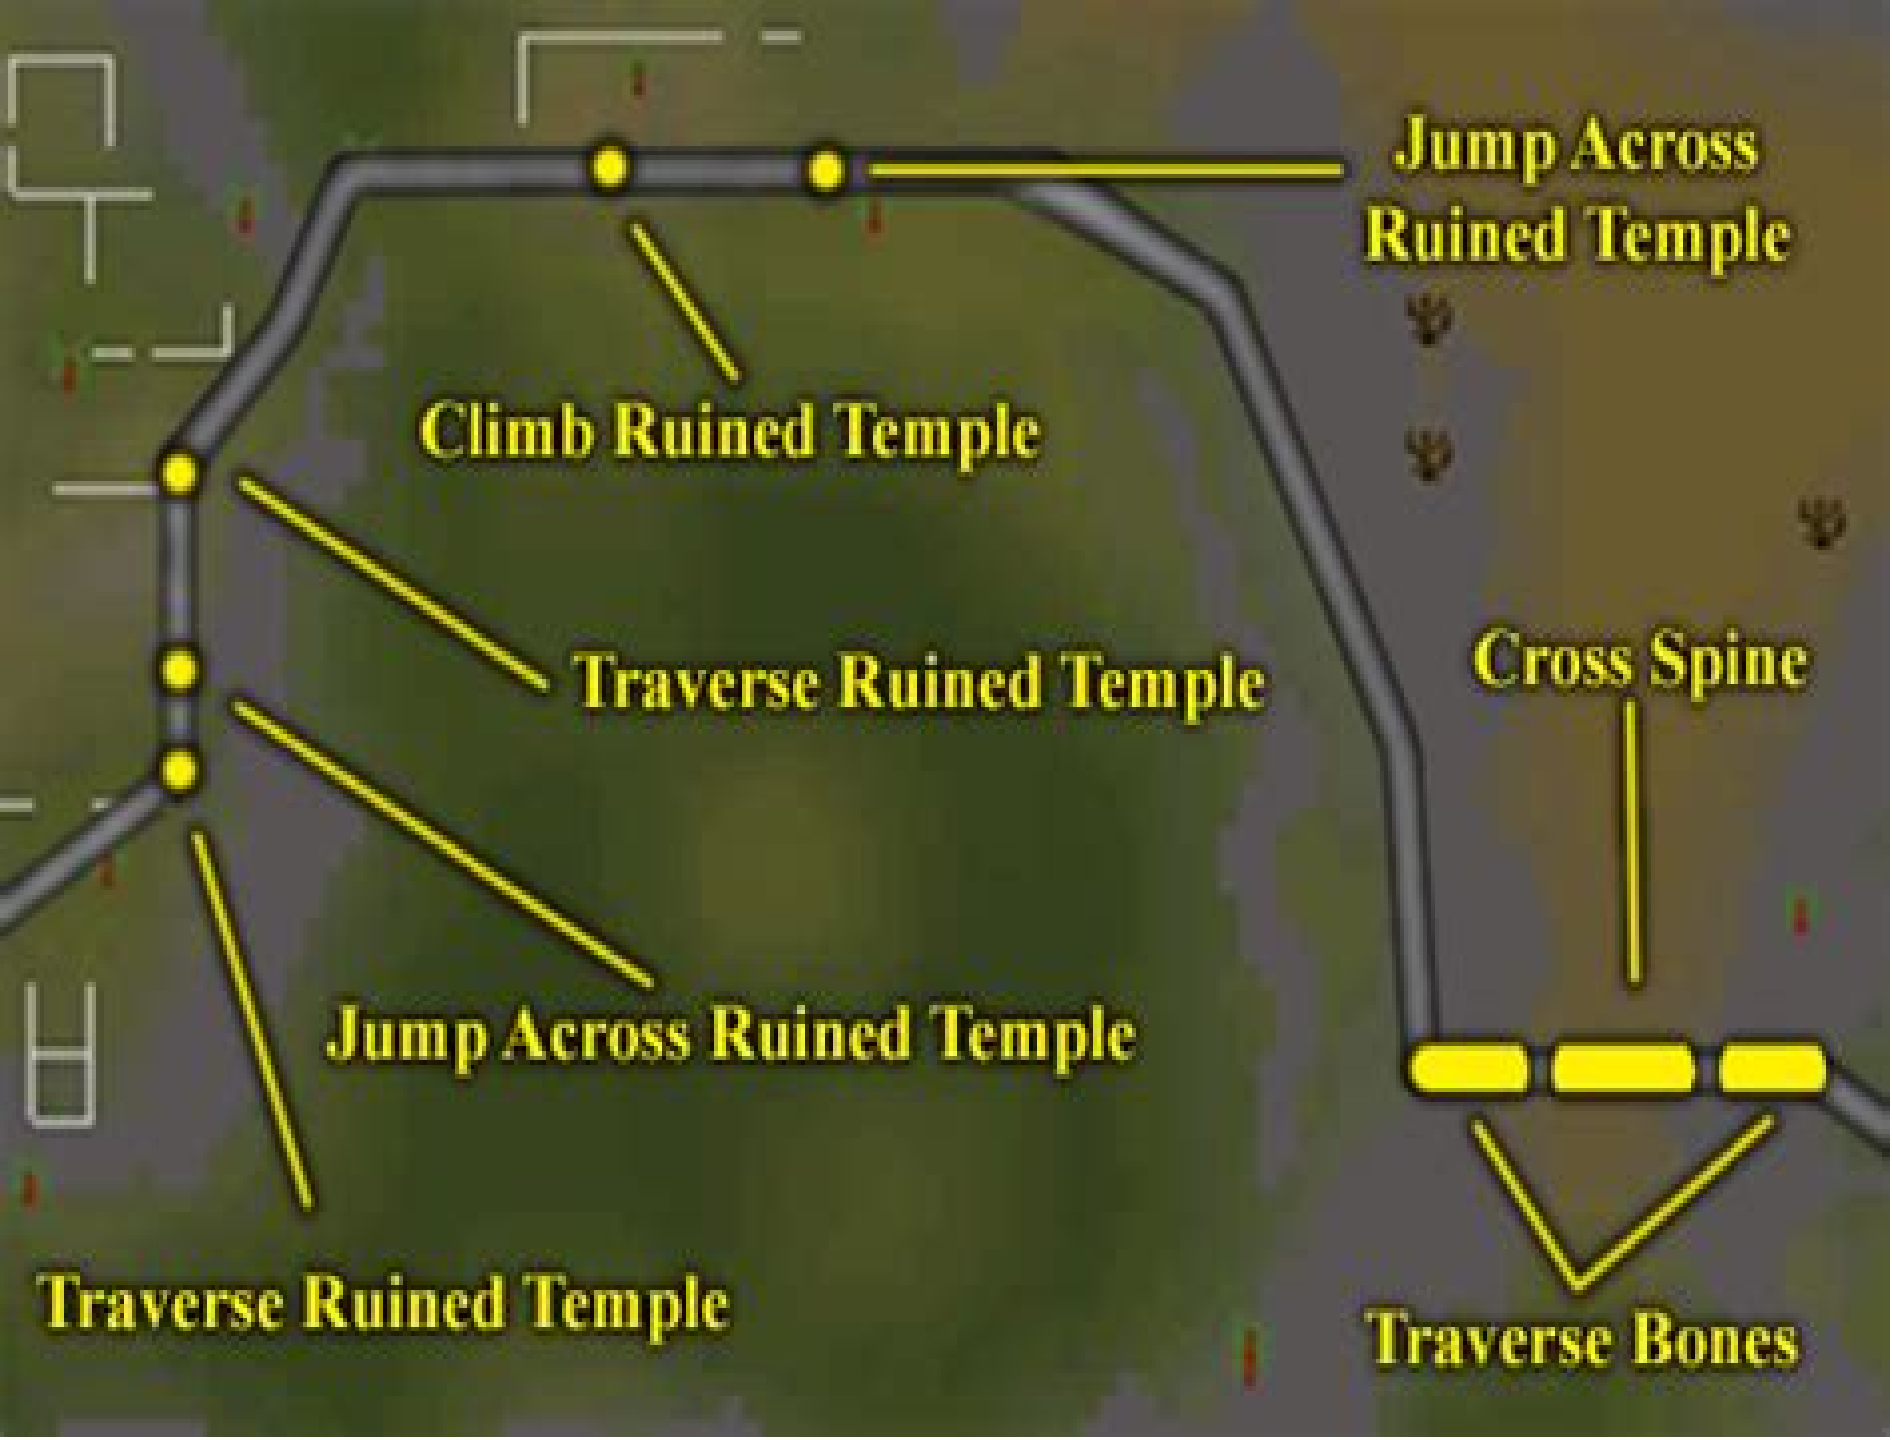 Jump Across
Ruined Temple
Climb Ruined Temple
Traverse Ruined Temple
Cross Spine
Jump Across Ruined Temple
Traverse Ruined Temple
Traverse Bones